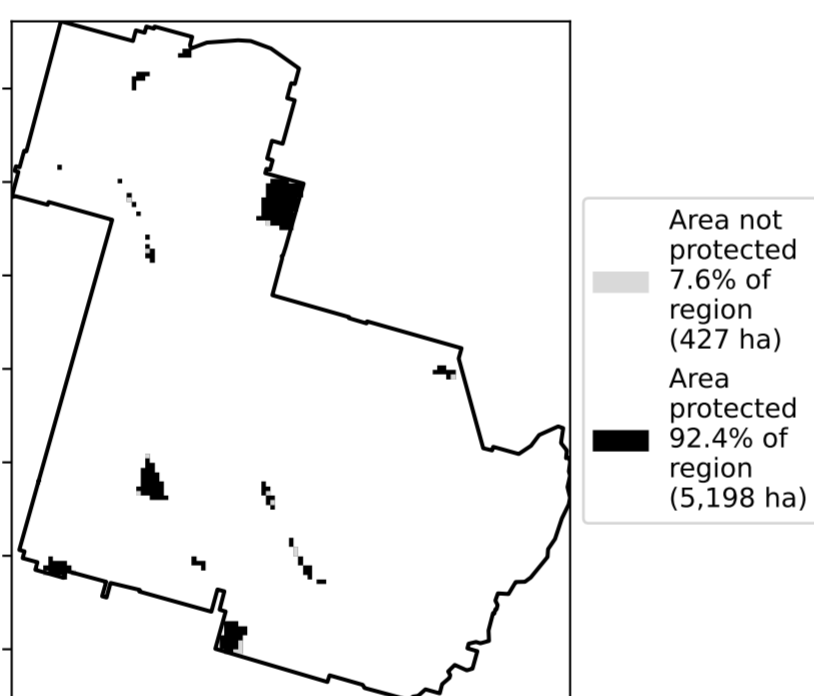 Area not
protected
7.6% of
region
(427 ha)
Area
protected
92.4% of
region
(5,198 ha)